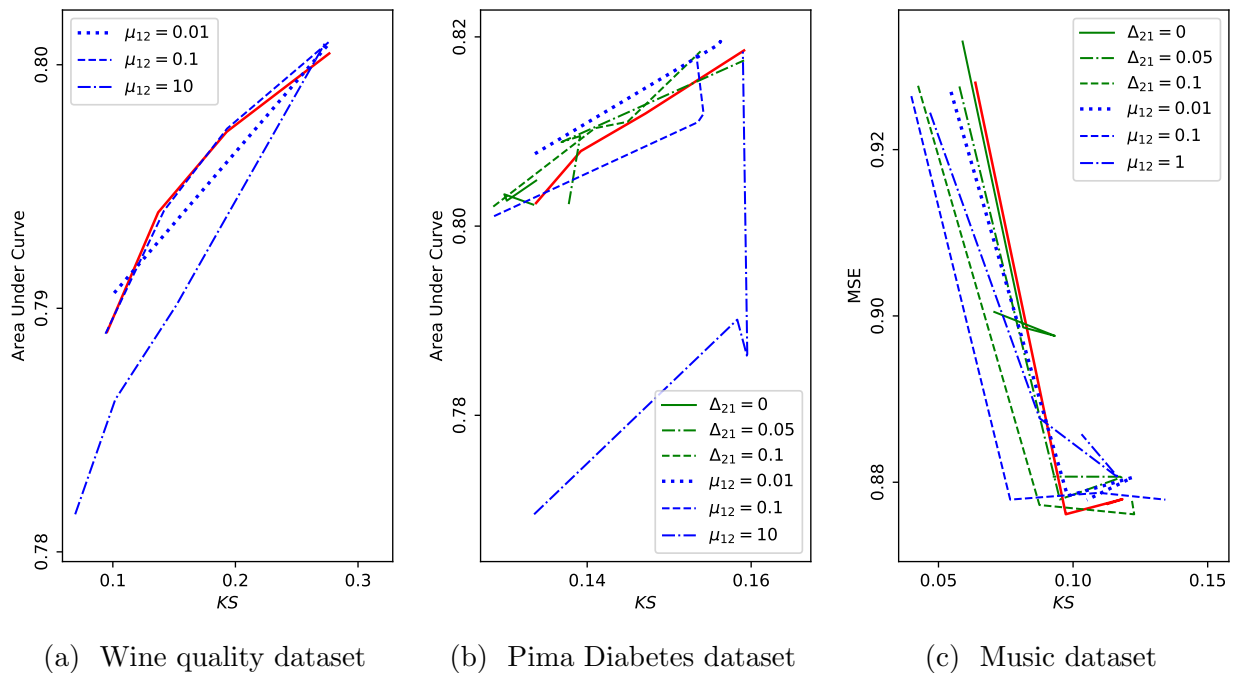 μ₁₂ = 0.01
μ₁₂ = 0.1
μ₁₂ = 10
0.80
0.79
0.78
Area Under Curve
0.1 0.2 0.3
KS
(a) Wine quality dataset
0.82
0.80
0.78
Area Under Curve
Δ₂₁ = 0
Δ₂₁ = 0.05
Δ₂₁ = 0.1
μ₁₂ = 0.01
μ₁₂ = 0.1
μ₁₂ = 10
0.14 0.16
KS
(b) Pima Diabetes dataset
Δ₂₁ = 0
Δ₂₁ = 0.05
Δ₂₁ = 0.1
μ₁₂ = 0.01
μ₁₂ = 0.1
μ₁₂ = 1
0.92
0.90
0.88
MSE
0.05 0.10 0.15
KS
(c) Music dataset